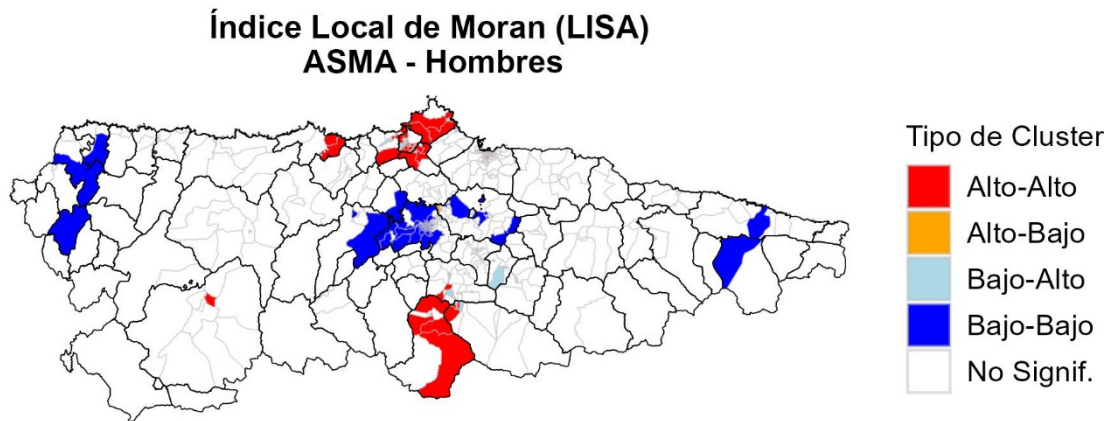 Índice Local de Moran (LISA)
ASMA - Hombres
Tipo de Cluster
Alto-Alto
Alto-Bajo
Bajo-Alto
Bajo-Bajo
No Signif.